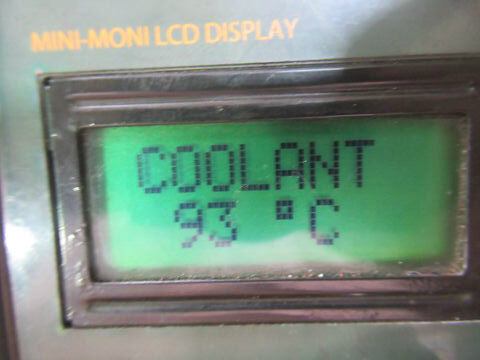 MINI-MONI LCD DISPLAY
COOLANT
93 °C